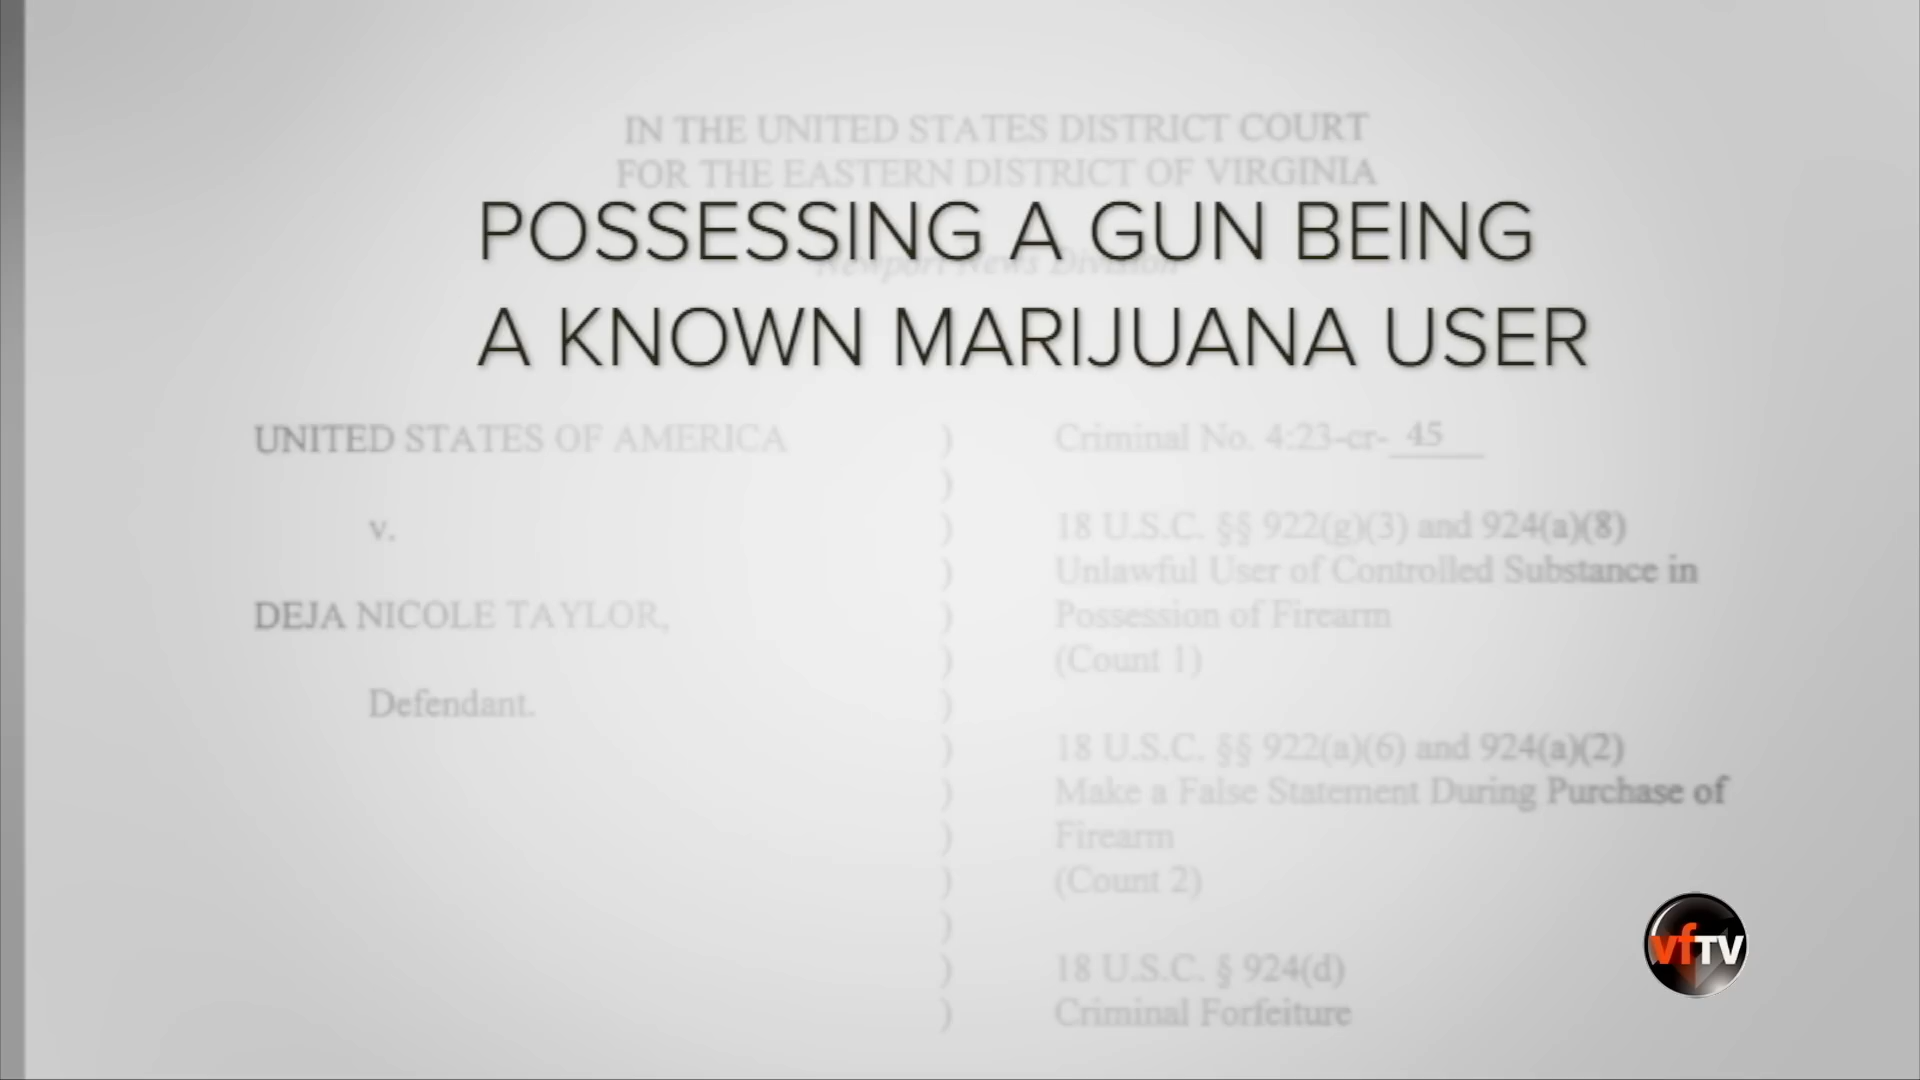 IN THE UNITED STATES DISTRICT COURT
FOR THE EASTERN DISTRICT OF VIRGINIA
POSSESSING A GUN BEING
Newport News Division
A KNOWN MARIJUANA USER
UNITED STATES OF AMERICA
v.
DEJA NICOLE TAYLOR,
Defendant.
)
)
)
)
)
)
)
)
)
)
)
)
)
)
Criminal No. 4:23-cr- 45
18 U.S.C. §§ 922(g)(3) and 924(a)(8)
Unlawful User of Controlled Substance in
Possession of Firearm
(Count 1)
18 U.S.C. §§ 922(a)(6) and 924(a)(2)
Make a False Statement During Purchase of
Firearm
(Count 2)
18 U.S.C. § 924(d)
Criminal Forfeiture
vfTV